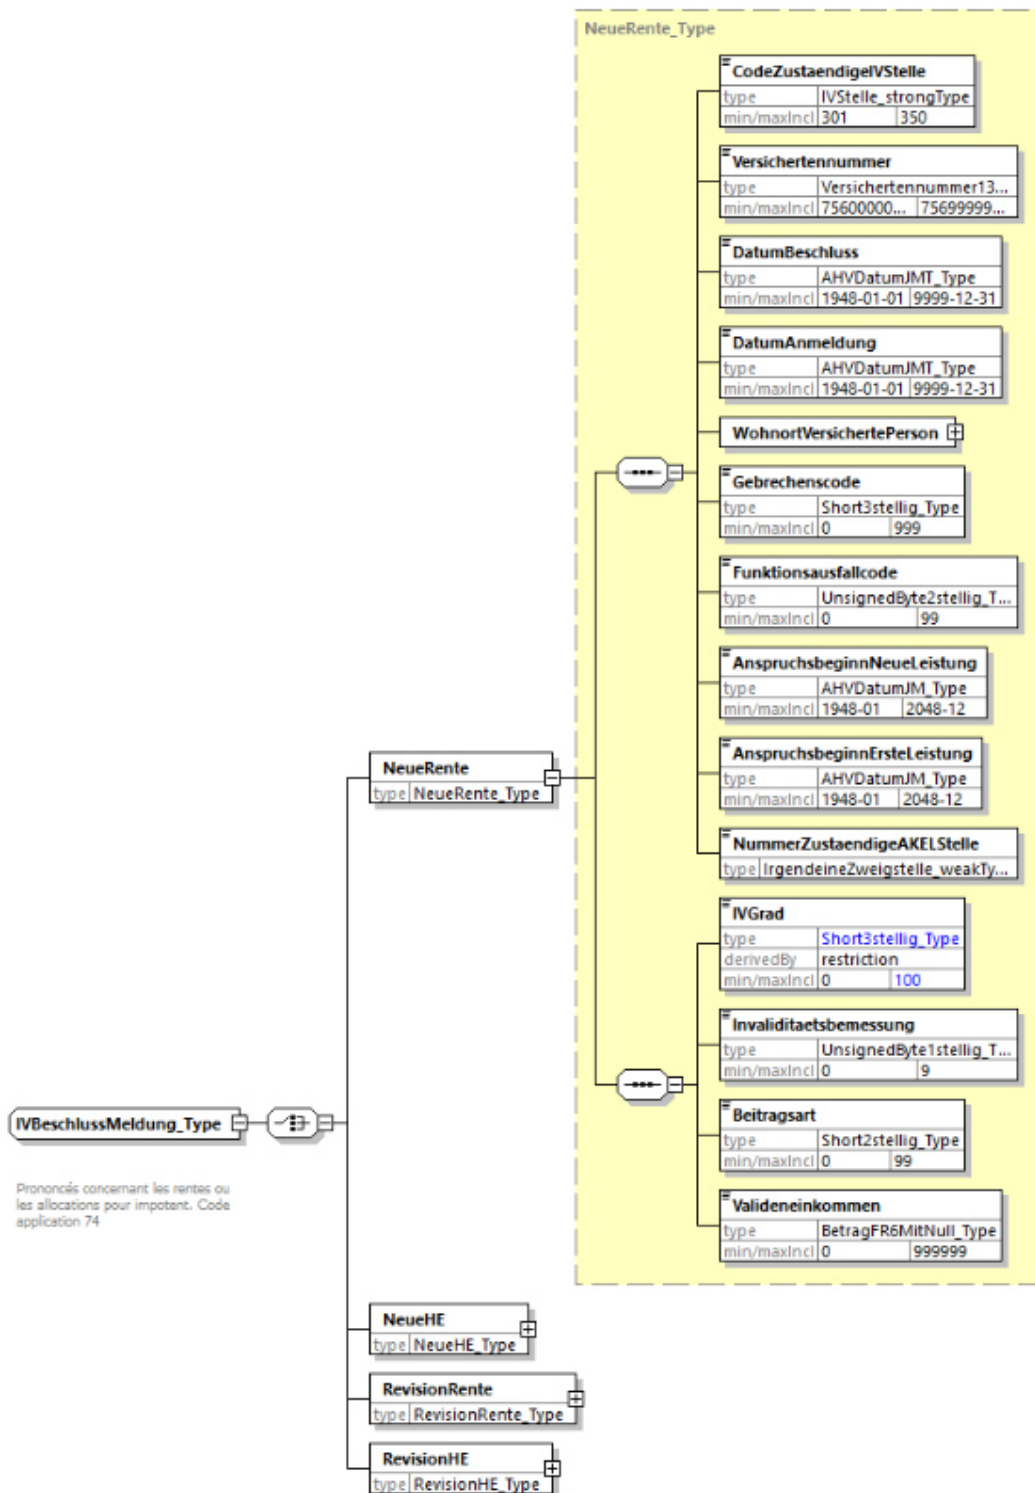 NeueRente_Type
CodeZustaendigeIVStelle
type IVStelle_strongType
min/maxIncl 301 350
Versichertennummer
type Versichertennummer13...
min/maxIncl 75600000... 75699999...
DatumBeschluss
type AHVDatumJMT_Type
min/maxIncl 1948-01-01 9999-12-31
DatumAnmeldung
type AHVDatumJMT_Type
min/maxIncl 1948-01-01 9999-12-31
WohnortVersichertePerson
Gebrechenscode
type Short3stellig_Type
min/maxIncl 0 999
Funktionsausfallcode
type UnsignedByte2stellig_T...
min/maxIncl 0 99
AnspruchsbeginnNeueLeistung
type AHVDatumJM_Type
min/maxIncl 1948-01 2048-12
AnspruchsbeginnErsteLeistung
type AHVDatumJM_Type
min/maxIncl 1948-01 2048-12
NummerZustaendigeAKELStelle
type IrgendeineZweigstelle_weakTy...
NeueRente
type NeueRente_Type
IVGrad
type Short3stellig_Type
derivedBy restriction
min/maxIncl 0 100
Invaliditaetsbemessung
type UnsignedByte1stellig_T...
min/maxIncl 0 9
Beitragsart
type Short2stellig_Type
min/maxIncl 0 99
Valideneinkommen
type BetragFR6MitNull_Type
min/maxIncl 0 999999
IVBeschlussMeldung_Type
Prononcés concernant les rentes ou
les allocations pour impotent. Code
application 74
NeueHE
type NeueHE_Type
RevisionRente
type RevisionRente_Type
RevisionHE
type RevisionHE_Type